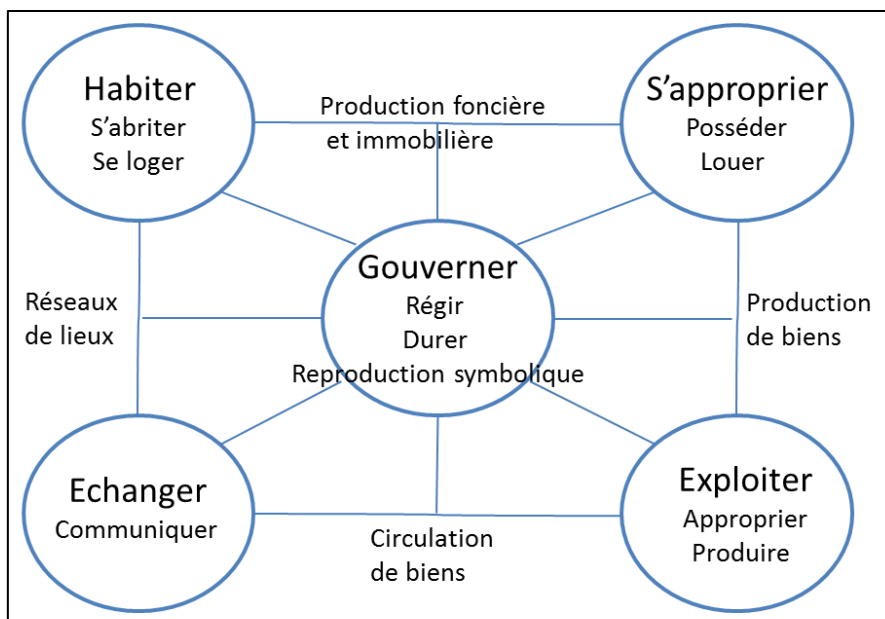 Habiter
S'abriter
Se loger
Production foncière
et immobilière
S'approprier
Posséder
Louer
Réseaux
de lieux
Gouverner
Régir
Durer
Reproduction symbolique
Production
de biens
Echanger
Communiquer
Circulation
de biens
Exploiter
Approprier
Produire